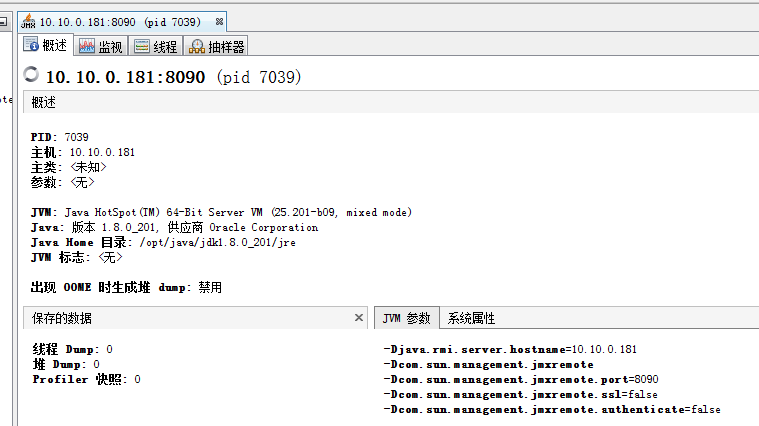 JMX 10.10.0.181:8090 (pid 7039)
概述 监视 线程 抽样器
10.10.0.181:8090 (pid 7039)
概述
PID: 7039
主机: 10.10.0.181
主类: <未知>
参数: <无>
JVM: Java HotSpot(TM) 64-Bit Server VM (25.201-b09, mixed mode)
Java: 版本 1.8.0_201, 供应商 Oracle Corporation
Java Home 目录: /opt/java/jdk1.8.0_201/jre
JVM 标志: <无>
出现 OOME 时生成堆 dump: 禁用
保存的数据
线程 Dump: 0
堆 Dump: 0
Profiler 快照: 0
JVM 参数 系统属性
-Djava.rmi.server.hostname=10.10.0.181
-Dcom.sun.management.jmxremote
-Dcom.sun.management.jmxremote.port=8090
-Dcom.sun.management.jmxremote.ssl=false
-Dcom.sun.management.jmxremote.authenticate=false